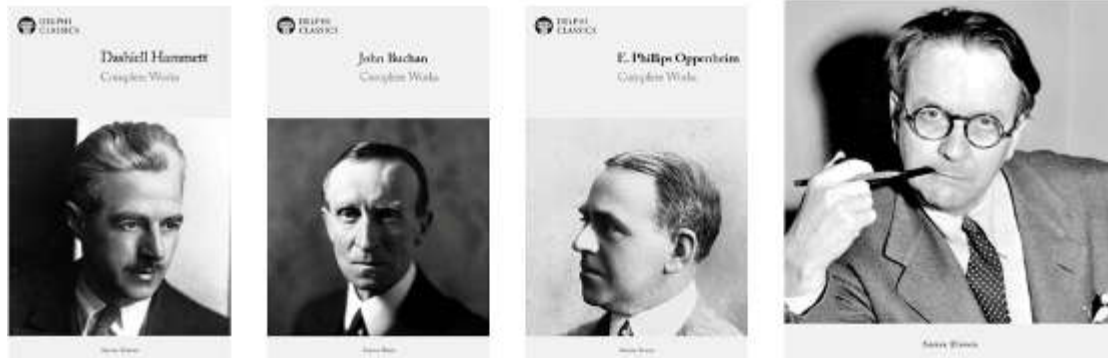 DELPHI
CLASSICS
Dashiell Hammett
Complete Works
DELPHI
CLASSICS
John Buchan
Complete Works
DELPHI
CLASSICS
E. Phillips Oppenheim
Complete Works